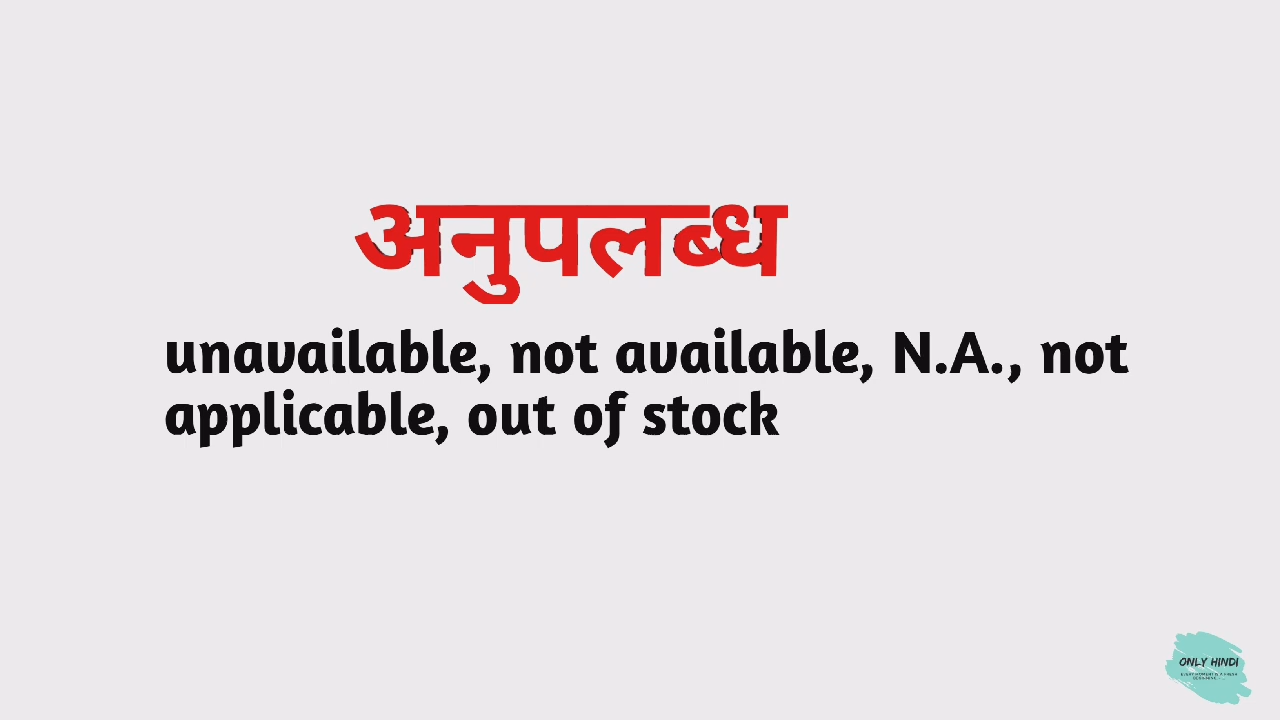 अनुपलब्ध
unavailable, not available, N.A., not
applicable, out of stock
ONLY HINDI